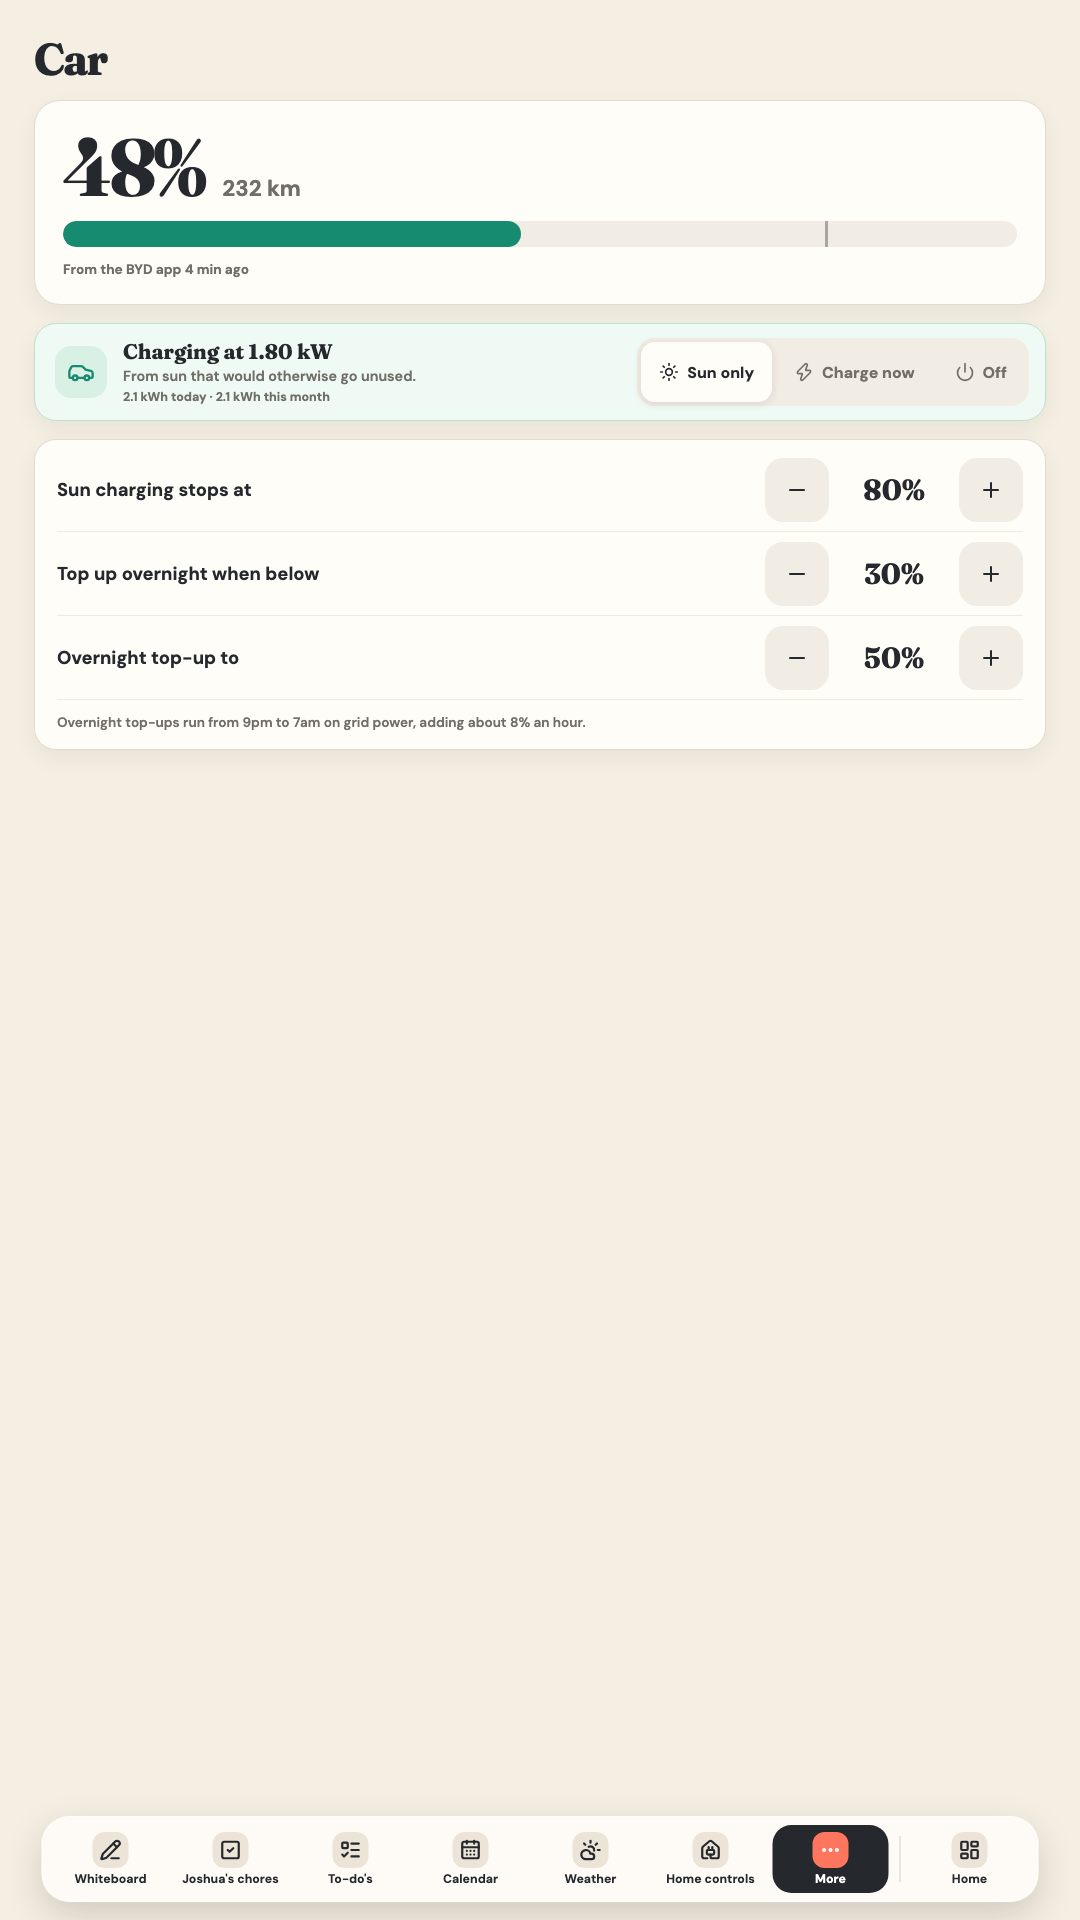 Car
48% 232 km
From the BYD app 4 min ago
Charging at 1.80 kW
From sun that would otherwise go unused.
2.1 kWh today · 2.1 kWh this month
Sun only
Charge now
Off
Sun charging stops at
− 80% +
Top up overnight when below
− 30% +
Overnight top-up to
− 50% +
Overnight top-ups run from 9pm to 7am on grid power, adding about 8% an hour.
Whiteboard
Joshua's chores
To-do's
Calendar
Weather
Home controls
More
Home